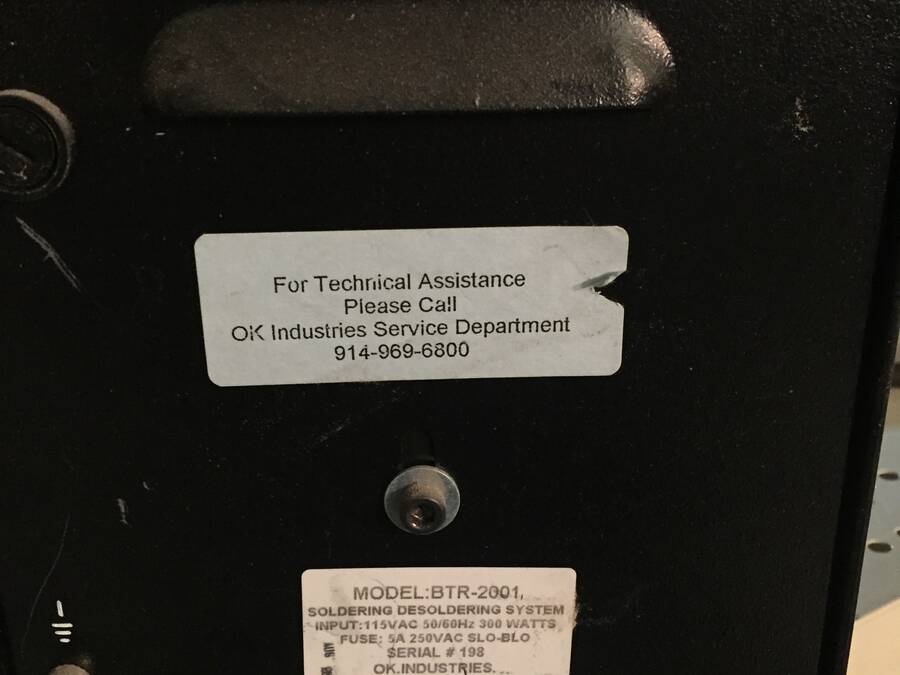 For Technical Assistance
Please Call
OK Industries Service Department
914-969-6800
MODEL:BTR-2001,
SOLDERING DESOLDERING SYSTEM
INPUT:115VAC 50/60Hz 300 WATTS
FUSE: 5A 250VAC SLO-BLO
SERIAL # 198
OK.INDUSTRIES.